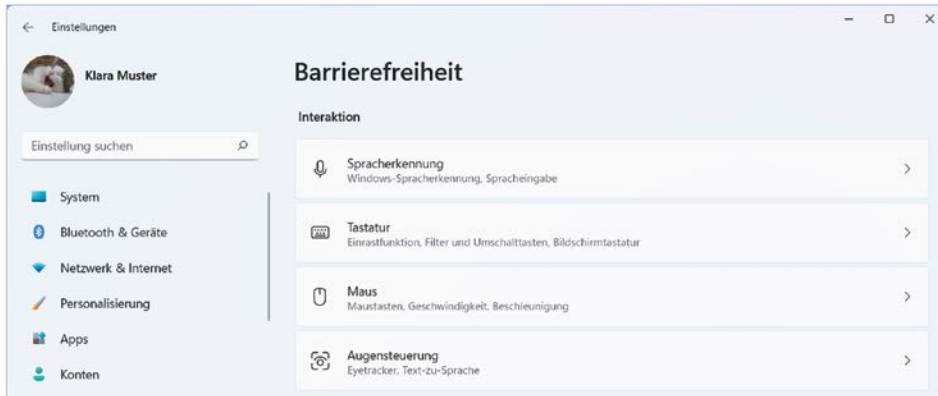 Einstellungen
Klara Muster
Einstellung suchen
System
Bluetooth & Geräte
Netzwerk & Internet
Personalisierung
Apps
Konten
Barrierefreiheit
Interaktion
Spracherkennung
Windows-Spracherkennung, Spracheingabe
Tastatur
Einrastfunktion, Filter und Umschalttasten, Bildschirmtastatur
Maus
Maustasten, Geschwindigkeit, Beschleunigung
Augensteuerung
Eyetracker, Text-zu-Sprache